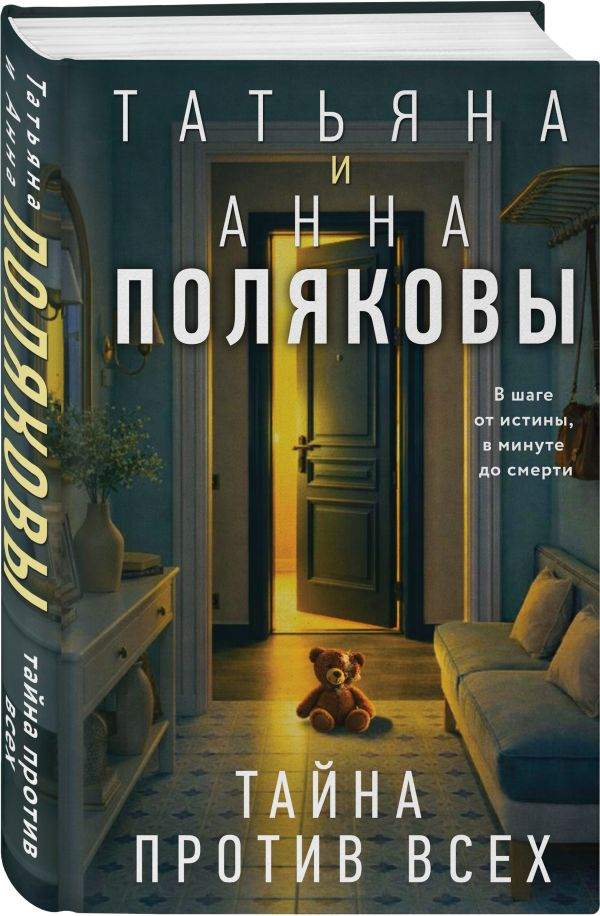 ТАТЬЯНА
И
АННА
ПОЛЯКОВЫ
В шаге
от истины,
в минуте
до смерти
ТАЙНА
ПРОТИВ ВСЕХ
Татьяна
и Анна
ПОЛЯКОВЫ
тайна против
всех